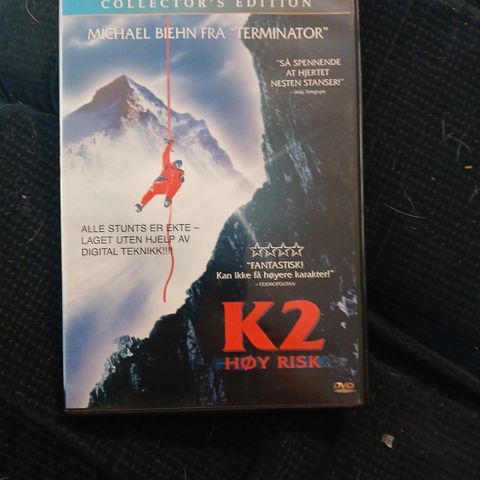 COLLECTOR'S EDITION
MICHAEL BIEHN FRA "TERMINATOR"
"SÅ SPENNENDE
AT HJERTET
NESTEN STANSER!"
- Daily Telegraph
ALLE STUNTS ER EKTE –
LAGET UTEN HJELP AV
DIGITAL TEKNIKK!!!!
"FANTASTISK!
Kan ikke få høyere karakter!"
– COSMOPOLITAN
K2
HØY RISK
DVD